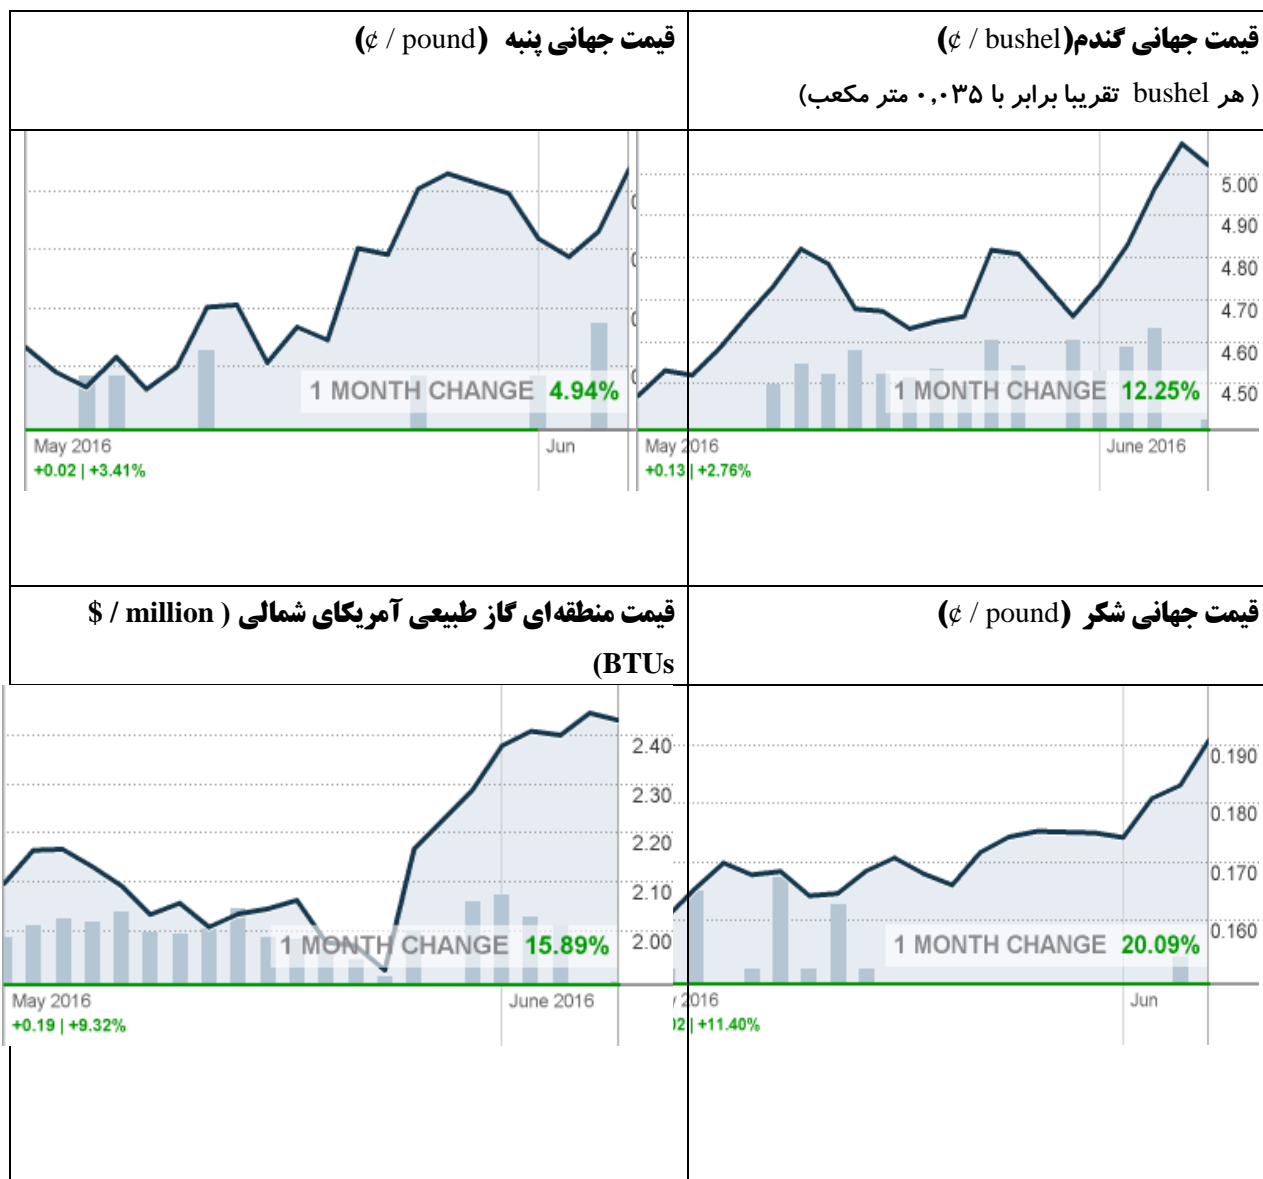 قیمت جهانی گندم(¢ / bushel)
( هر bushel تقریبا برابر با ۰,۰۳۵ متر مکعب)
قیمت جهانی پنبه (¢ / pound)
5.00
4.90
4.80
4.70
4.60
4.50
1 MONTH CHANGE 12.25%
May 2016
June 2016
+0.13 | +2.76%
1 MONTH CHANGE 4.94%
May 2016
Jun
+0.02 | +3.41%
قیمت جهانی شکر (¢ / pound)
قیمت منطقه‌ای گاز طبیعی آمریکای شمالی ( $ / million
BTUs)
0.190
0.180
0.170
0.160
1 MONTH CHANGE 20.09%
2016
Jun
02 | +11.40%
2.40
2.30
2.20
2.10
2.00
1 MONTH CHANGE 15.89%
May 2016
June 2016
+0.19 | +9.32%